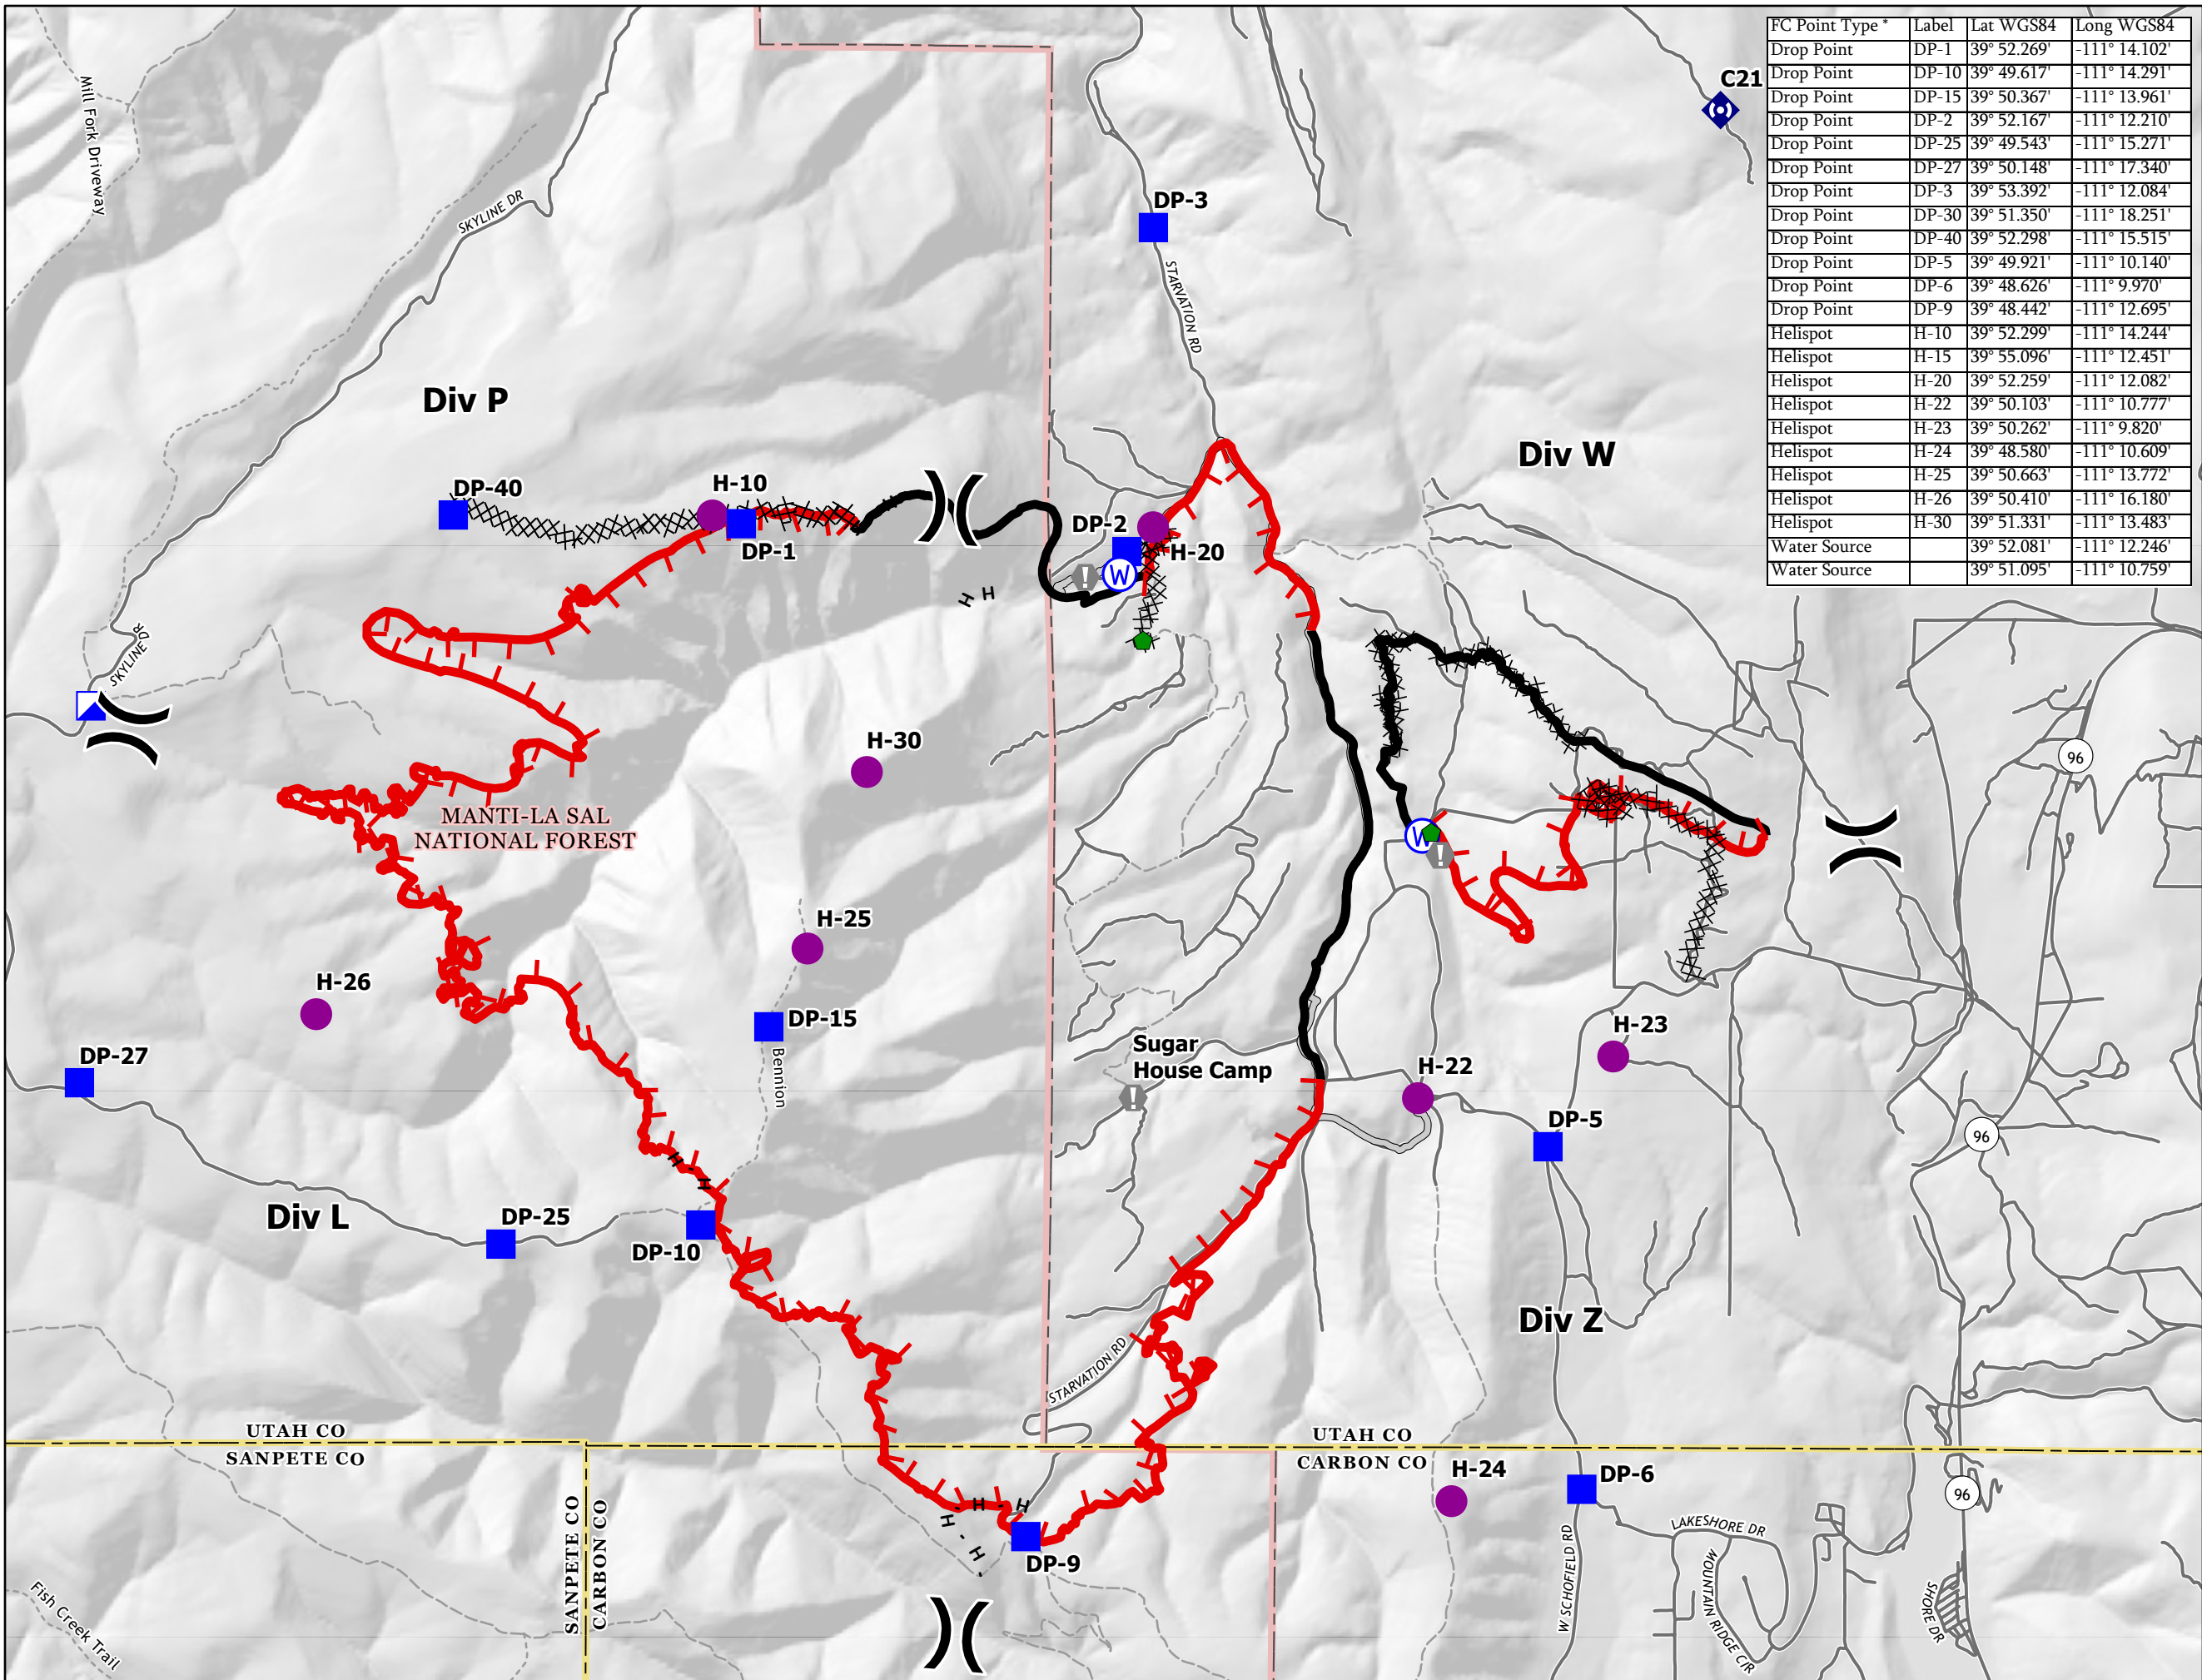 FC Point Type * Label Lat WGS84 Long WGS84
Drop Point DP-1 39° 52.269' -111° 14.102'
Drop Point DP-10 39° 49.617' -111° 14.291'
Drop Point DP-15 39° 50.367' -111° 13.961'
Drop Point DP-2 39° 52.167' -111° 12.210'
Drop Point DP-25 39° 49.543' -111° 15.271'
Drop Point DP-27 39° 50.148' -111° 17.340'
Drop Point DP-3 39° 53.392' -111° 12.084'
Drop Point DP-30 39° 51.350' -111° 18.251'
Drop Point DP-40 39° 52.298' -111° 15.515'
Drop Point DP-5 39° 49.921' -111° 10.140'
Drop Point DP-6 39° 48.626' -111° 9.970'
Drop Point DP-9 39° 48.442' -111° 12.695'
Helispot H-10 39° 52.299' -111° 14.244'
Helispot H-15 39° 55.096' -111° 12.451'
Helispot H-20 39° 52.259' -111° 12.082'
Helispot H-22 39° 50.103' -111° 10.777'
Helispot H-23 39° 50.262' -111° 9.820'
Helispot H-24 39° 48.580' -111° 10.609'
Helispot H-25 39° 50.663' -111° 13.772'
Helispot H-26 39° 50.410' -111° 16.180'
Helispot H-30 39° 51.331' -111° 13.483'
Water Source 39° 52.081' -111° 12.246'
Water Source 39° 51.095' -111° 10.759'
C21
Mill Fork Driveway
SKYLINE DR
DP-3
STARVATION RD
Div P
Div W
DP-40
H-10
DP-1
DP-2
H-20
W
!
H H
SKYLINE DR
H-30
96
MANTI-LA SAL
NATIONAL FOREST
W
!
H-25
H-26
DP-15
Bennion
H-23
Sugar
House Camp
!
H-22
DP-27
DP-5
96
H - H
Div L
DP-25
DP-10
Div Z
STARVATION RD
UTAH CO
SANPETE CO
UTAH CO
CARBON CO
H-24
DP-6
96
SANPETE CO
CARBON CO
- H - H
H - H -
DP-9
LAKESHORE DR
W SCHOFIELD RD
MOUNTAIN RIDGE CIR
SHORE DR
Fish Creek Trail